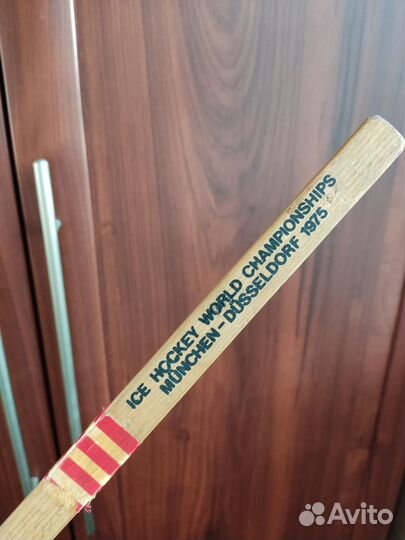 ICE HOCKEY WORLD CHAMPIONSHIPS
MÜNCHEN-DÜSSELDORF 1975
Avito